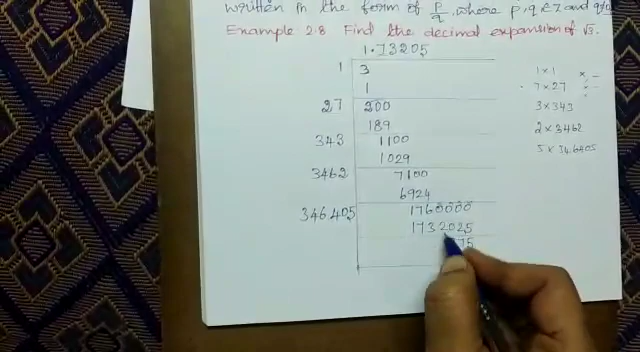 written in the form of p/q, where p, q ∈ Z and q≠0
Example 2.8 Find the decimal expansion of √3.
1.73205
1 3 1×1
1 7×27
27 200 3×343
189
343 1100 2×3462
1029 5×346405
3462 7100
6924
346405 1760000
1732025
75